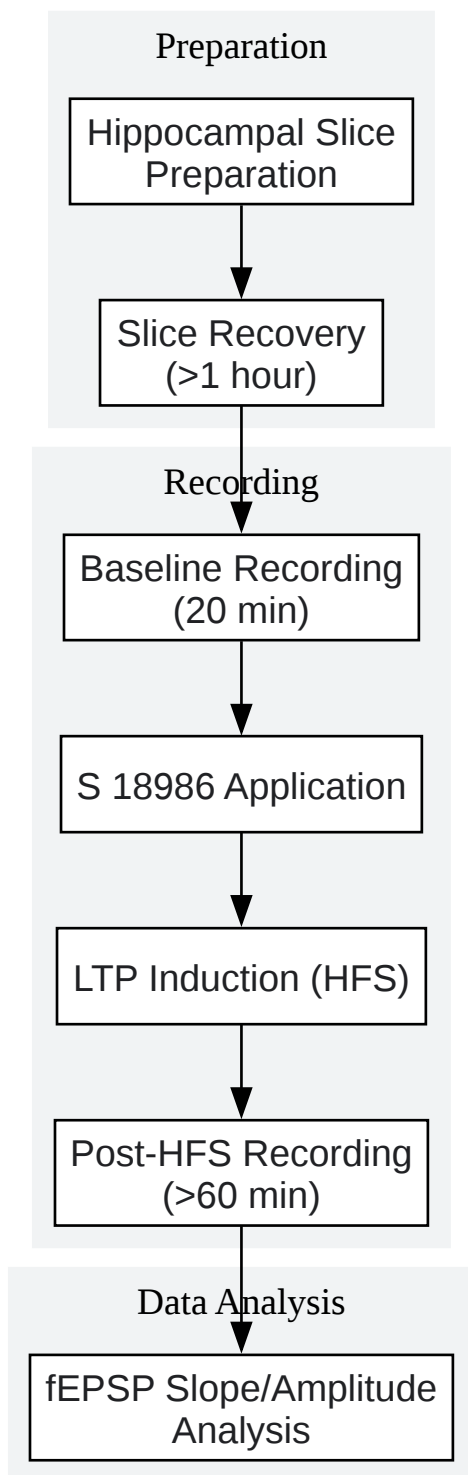 Preparation
Hippocampal Slice
Preparation
Slice Recovery
(>1 hour)
Recording
Baseline Recording
(20 min)
S 18986 Application
LTP Induction (HFS)
Post-HFS Recording
(>60 min)
Data Analysis
fEPSP Slope/Amplitude
Analysis